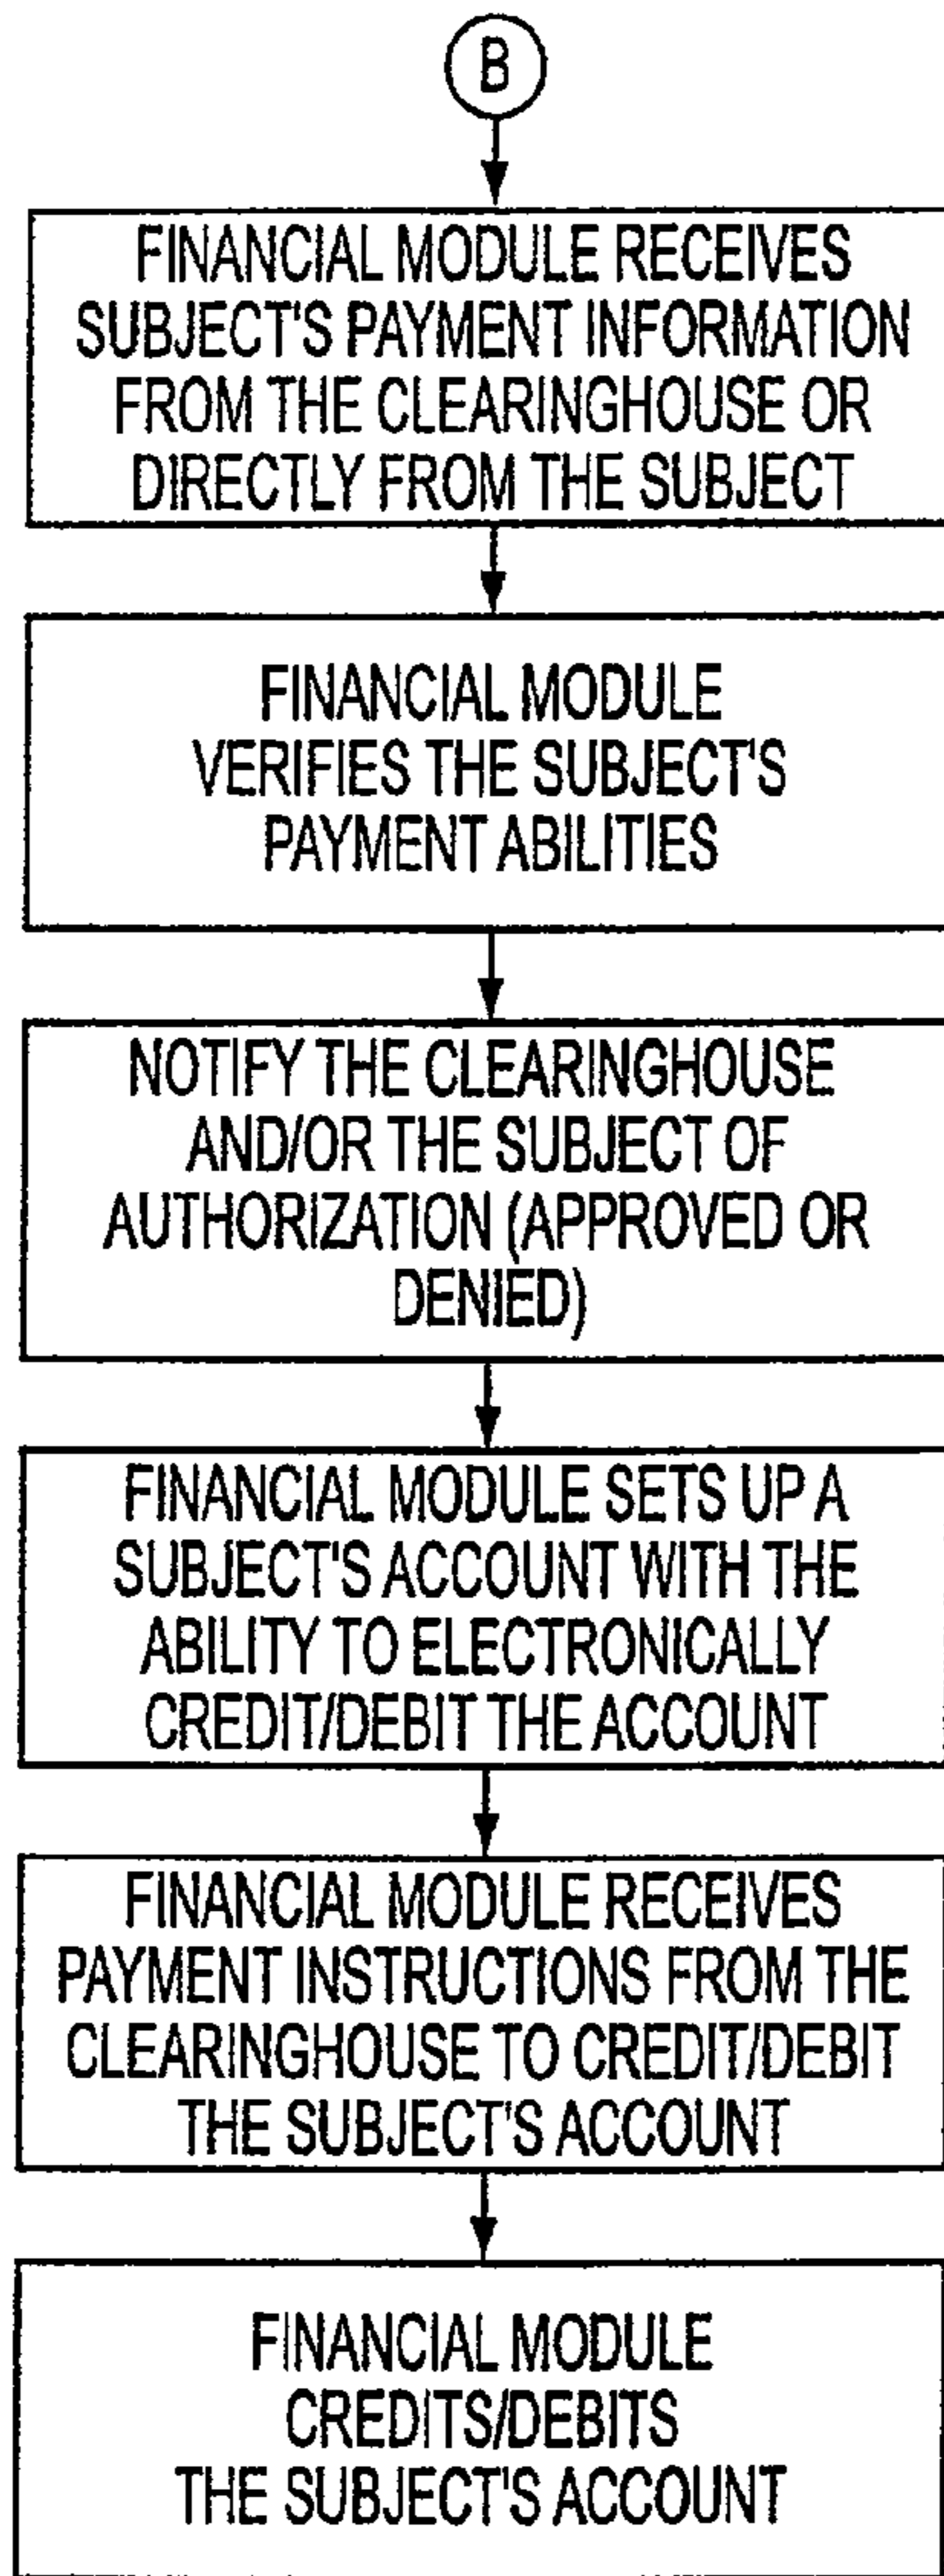 B
FINANCIAL MODULE RECEIVES
SUBJECT'S PAYMENT INFORMATION
FROM THE CLEARINGHOUSE OR
DIRECTLY FROM THE SUBJECT
FINANCIAL MODULE
VERIFIES THE SUBJECT'S
PAYMENT ABILITIES
NOTIFY THE CLEARINGHOUSE
AND/OR THE SUBJECT OF
AUTHORIZATION (APPROVED OR
DENIED)
FINANCIAL MODULE SETS UP A
SUBJECT'S ACCOUNT WITH THE
ABILITY TO ELECTRONICALLY
CREDIT/DEBIT THE ACCOUNT
FINANCIAL MODULE RECEIVES
PAYMENT INSTRUCTIONS FROM THE
CLEARINGHOUSE TO CREDIT/DEBIT
THE SUBJECT'S ACCOUNT
FINANCIAL MODULE
CREDITS/DEBITS
THE SUBJECT'S ACCOUNT